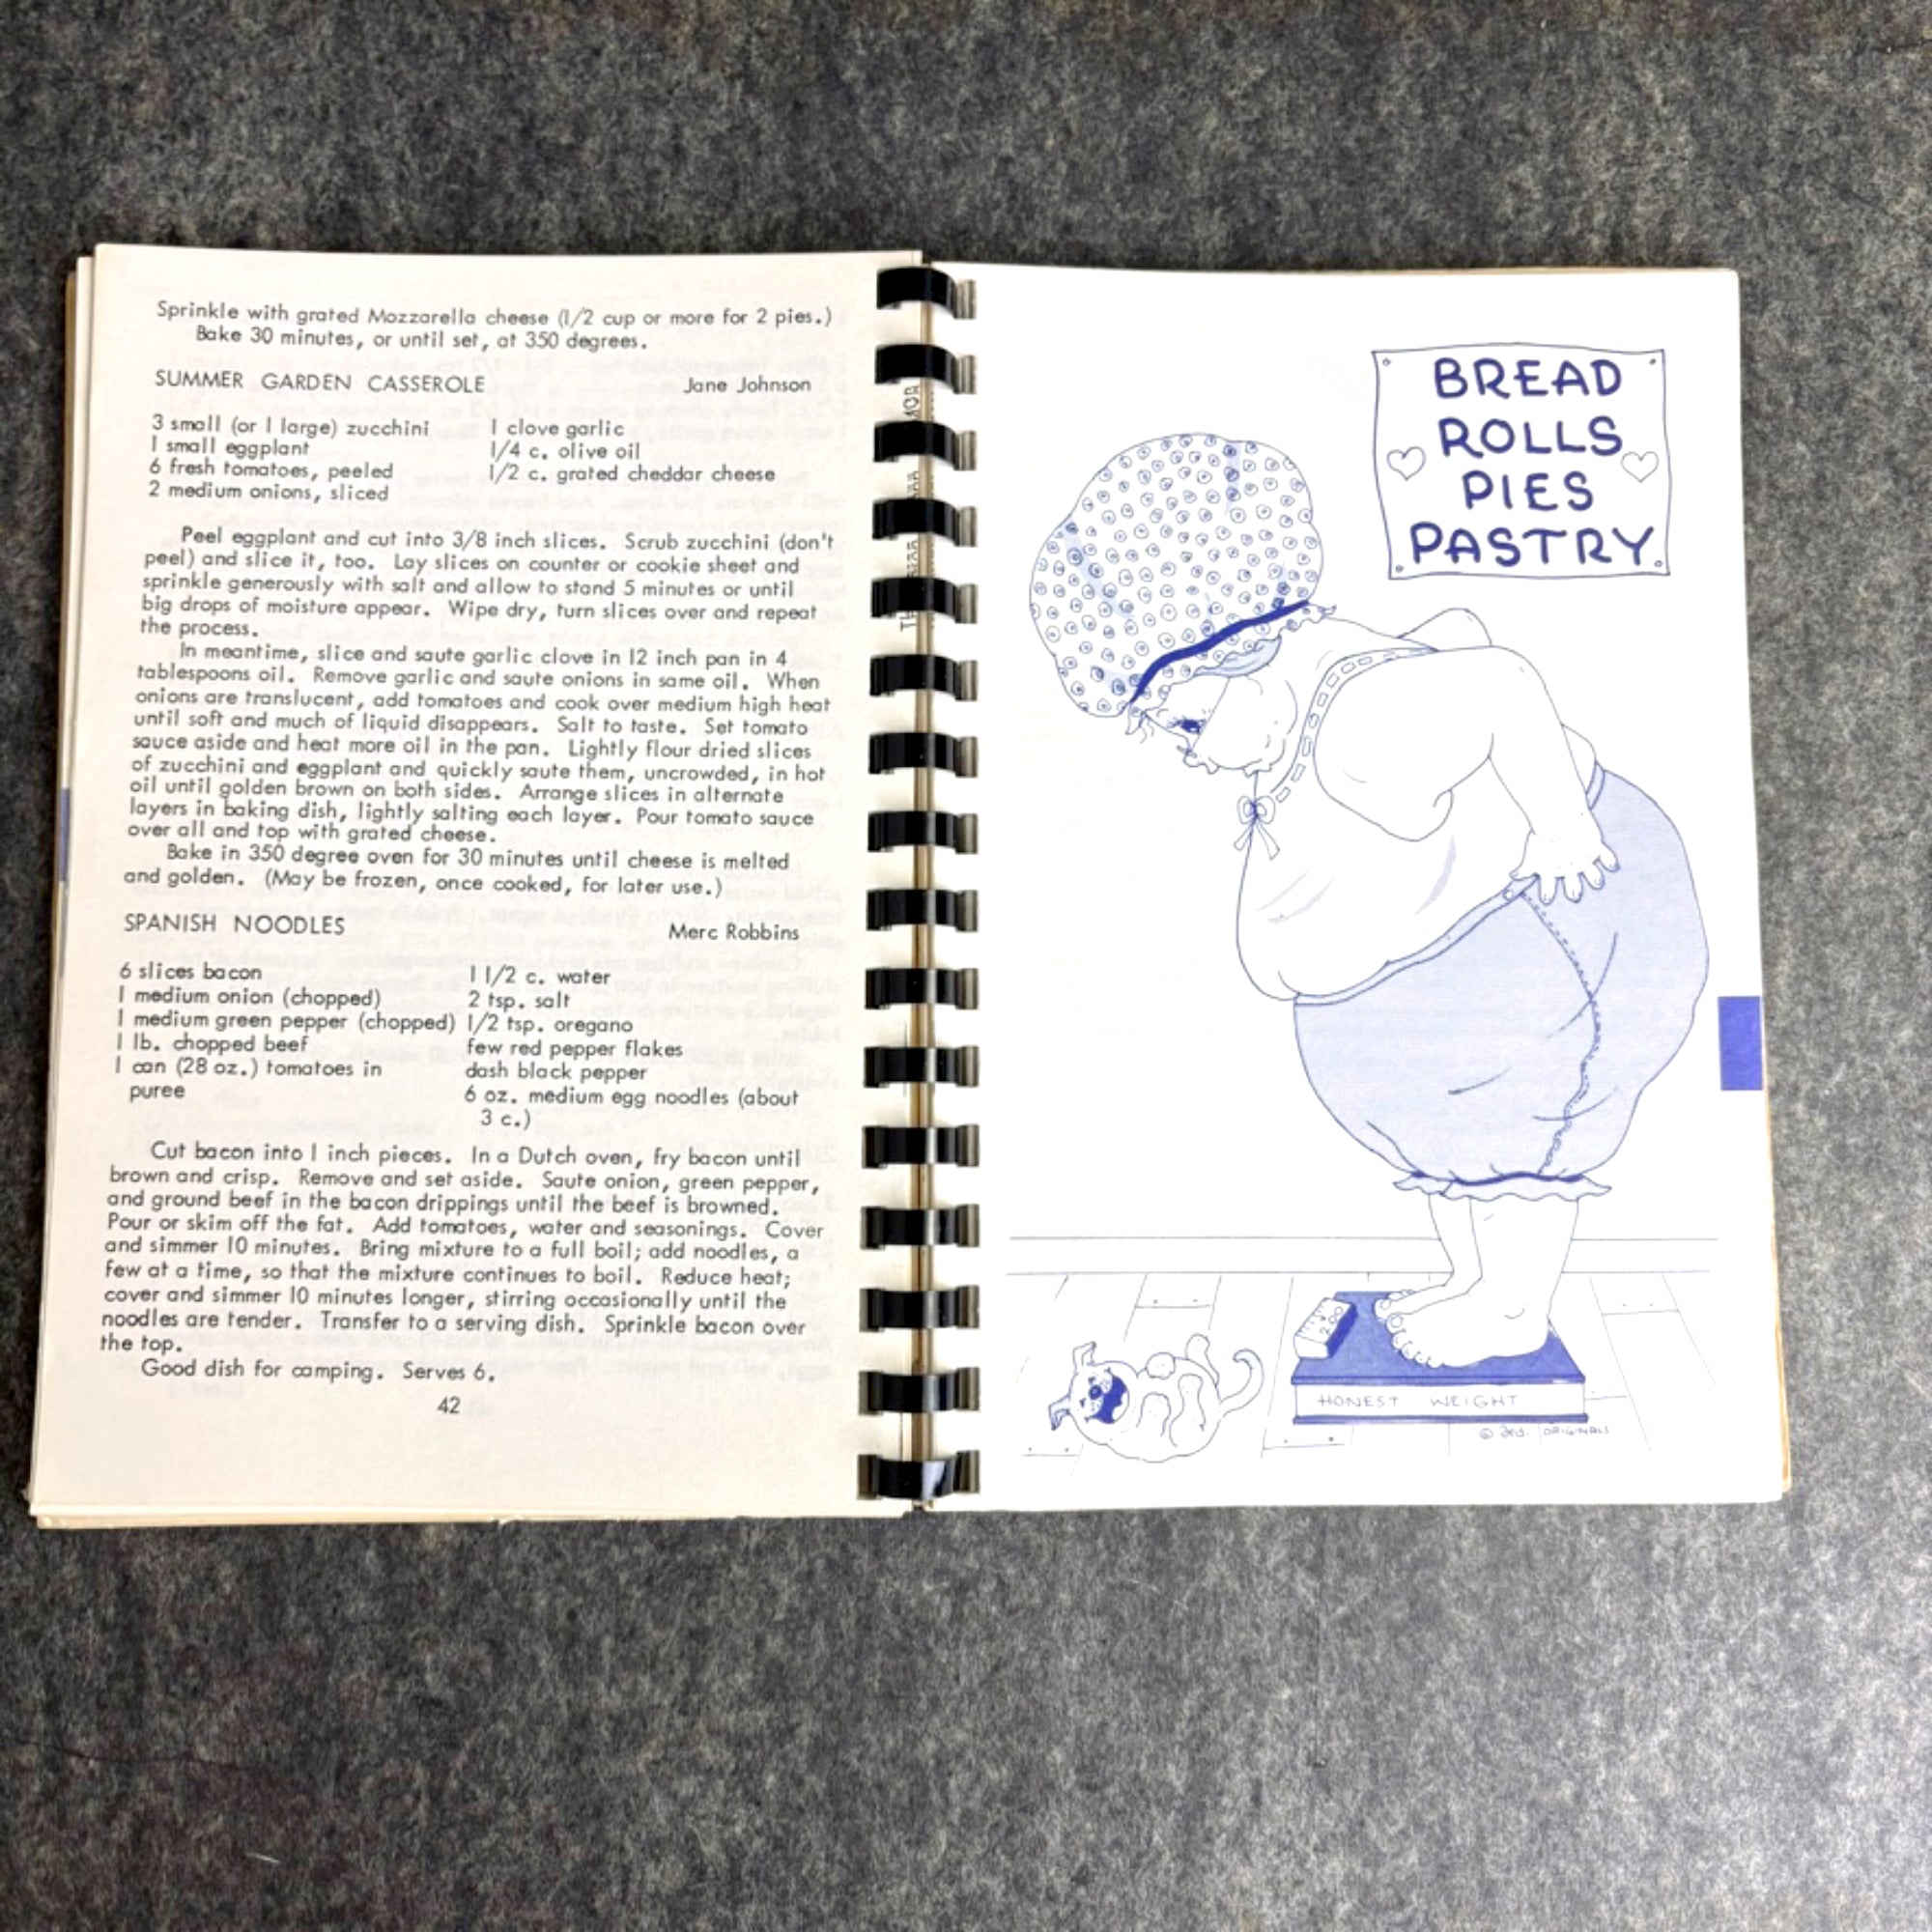 Sprinkle with grated Mozzarella cheese (1/2 cup or more for 2 pies.)
Bake 30 minutes, or until set, at 350 degrees.
SUMMER GARDEN CASSEROLE Jane Johnson
3 small (or 1 large) zucchini 1 clove garlic
1 small eggplant 1/4 c. olive oil
6 fresh tomatoes, peeled 1/2 c. grated cheddar cheese
2 medium onions, sliced
Peel eggplant and cut into 3/8 inch slices. Scrub zucchini (don't
peel) and slice it, too. Lay slices on counter or cookie sheet and
sprinkle generously with salt and allow to stand 5 minutes or until
big drops of moisture appear. Wipe dry, turn slices over and repeat
the process.
In meantime, slice and saute garlic clove in 12 inch pan in 4
tablespoons oil. Remove garlic and saute onions in same oil. When
onions are translucent, add tomatoes and cook over medium high heat
until soft and much of liquid disappears. Salt to taste. Set tomato
sauce aside and heat more oil in the pan. Lightly flour dried slices
of zucchini and eggplant and quickly saute them, uncrowded, in hot
oil until golden brown on both sides. Arrange slices in alternate
layers in baking dish, lightly salting each layer. Pour tomato sauce
over all and top with grated cheese.
Bake in 350 degree oven for 30 minutes until cheese is melted
and golden. (May be frozen, once cooked, for later use.)
SPANISH NOODLES Merc Robbins
6 slices bacon 1 1/2 c. water
1 medium onion (chopped) 2 tsp. salt
1 medium green pepper (chopped) 1/2 tsp. oregano
1 lb. chopped beef few red pepper flakes
1 can (28 oz.) tomatoes in dash black pepper
puree 6 oz. medium egg noodles (about
3 c.)
Cut bacon into 1 inch pieces. In a Dutch oven, fry bacon until
brown and crisp. Remove and set aside. Saute onion, green pepper,
and ground beef in the bacon drippings until the beef is browned.
Pour or skim off the fat. Add tomatoes, water and seasonings. Cover
and simmer 10 minutes. Bring mixture to a full boil; add noodles, a
few at a time, so that the mixture continues to boil. Reduce heat;
cover and simmer 10 minutes longer, stirring occasionally until the
noodles are tender. Transfer to a serving dish. Sprinkle bacon over
the top.
Good dish for camping. Serves 6.
42
BREAD
ROLLS
PIES
PASTRY
200
HONEST WEIGHT
© ORIGINALS